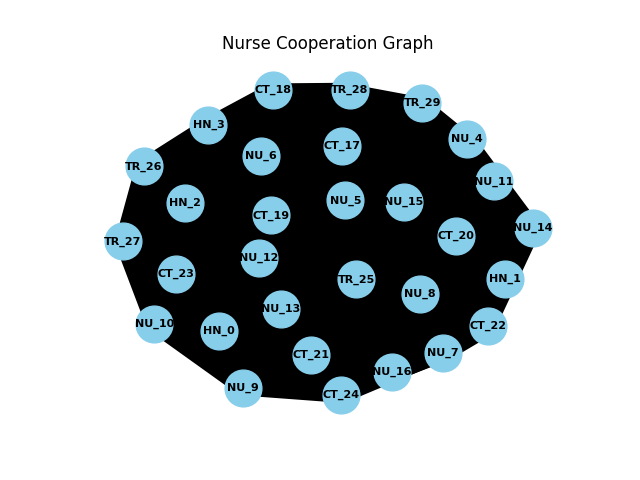 Nurse Cooperation Graph
CT_18
TR_28
TR_29
HN_3
NU_4
CT_17
NU_6
TR_26
NU_11
HN_2
NU_5
NU_15
CT_19
NU_14
CT_20
TR_27
NU_12
CT_23
TR_25
HN_1
NU_8
NU_13
NU_10
CT_22
HN_0
NU_7
CT_21
NU_16
NU_9
CT_24